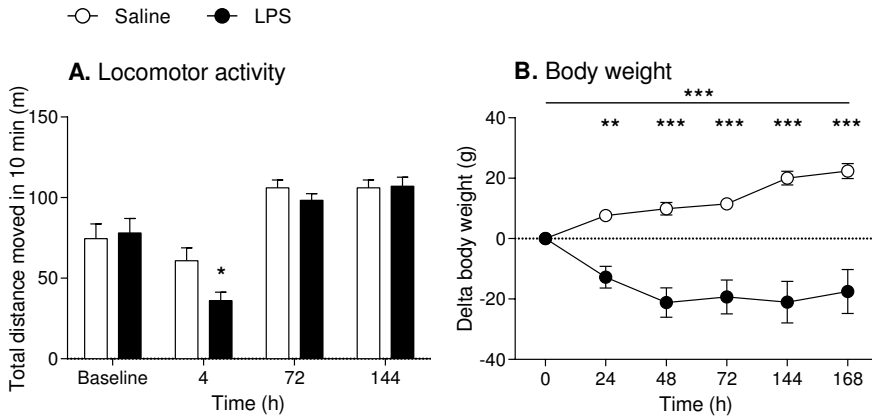 Saline LPS
A. Locomotor activity
Total distance moved in 10 min (m)
150
100
50
0
*
Baseline 4 72 144
Time (h)
B. Body weight
***
** *** *** *** ***
Delta body weight (g)
40
20
0
-20
-40
0 24 48 72 144 168
Time (h)